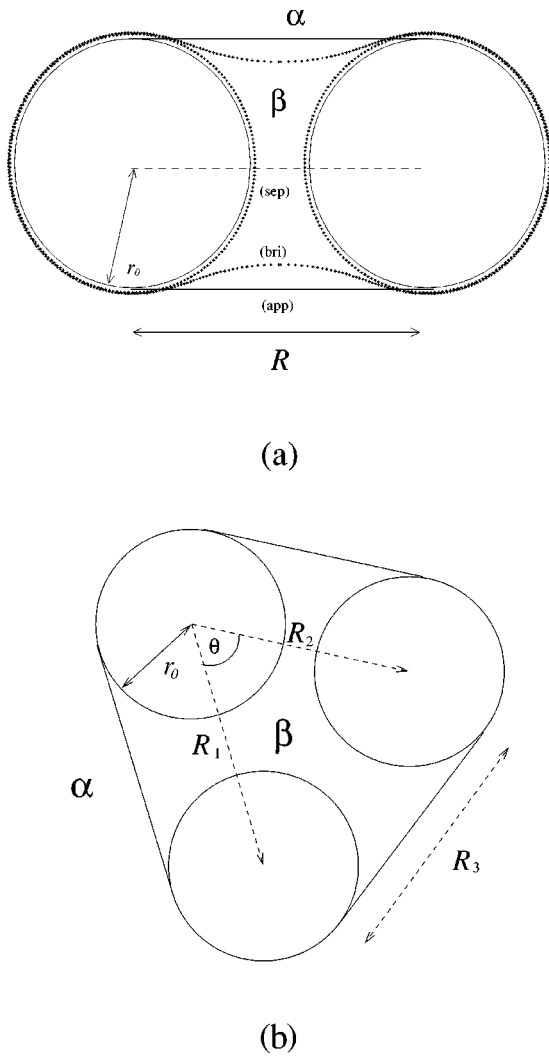 α
β
(sep)
r₀
(bri)
(app)
R
(a)
θ
R₂
r₀
R₁
β
α
R₃
(b)